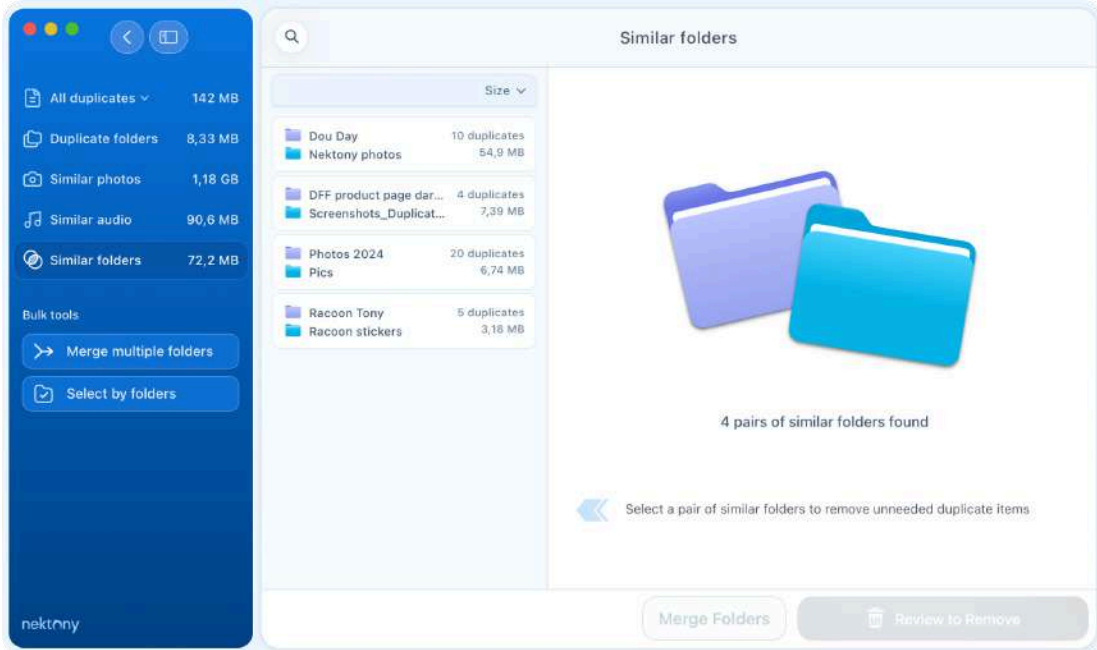 Similar folders
All duplicates 142 MB
Duplicate folders 8,33 MB
Similar photos 1,18 GB
Similar audio 90,6 MB
Similar folders 72,2 MB
Bulk tools
Merge multiple folders
Select by folders
nektony
Size
Dou Day 10 duplicates
Nektony photos 54,9 MB
DFF product page dar... 4 duplicates
Screenshots_Duplicat... 7,39 MB
Photos 2024 20 duplicates
Pics 6,74 MB
Racoon Tony 5 duplicates
Racoon stickers 3,18 MB
4 pairs of similar folders found
Select a pair of similar folders to remove unneeded duplicate items
Merge Folders
Review to Remove